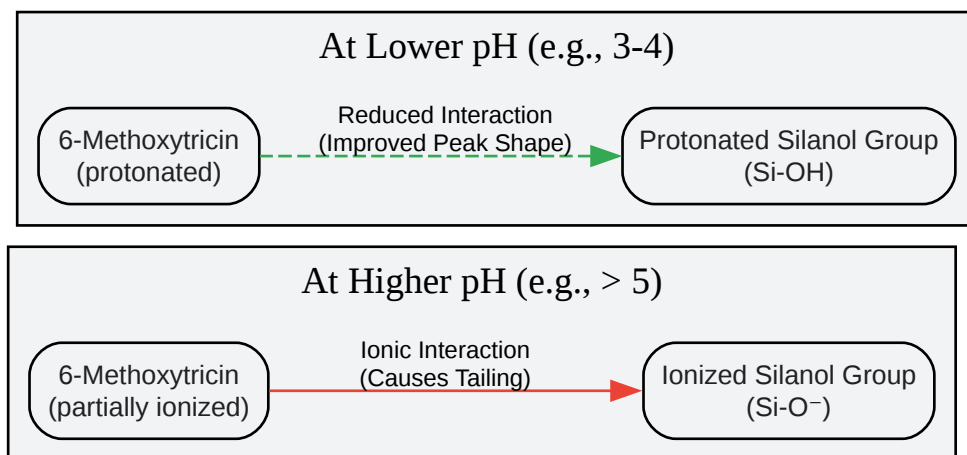 At Lower pH (e.g., 3-4)
6-Methoxytricin
(protonated)
Reduced Interaction
(Improved Peak Shape)
Protonated Silanol Group
(Si-OH)
At Higher pH (e.g., > 5)
6-Methoxytricin
(partially ionized)
Ionic Interaction
(Causes Tailing)
Ionized Silanol Group
(Si-O⁻)